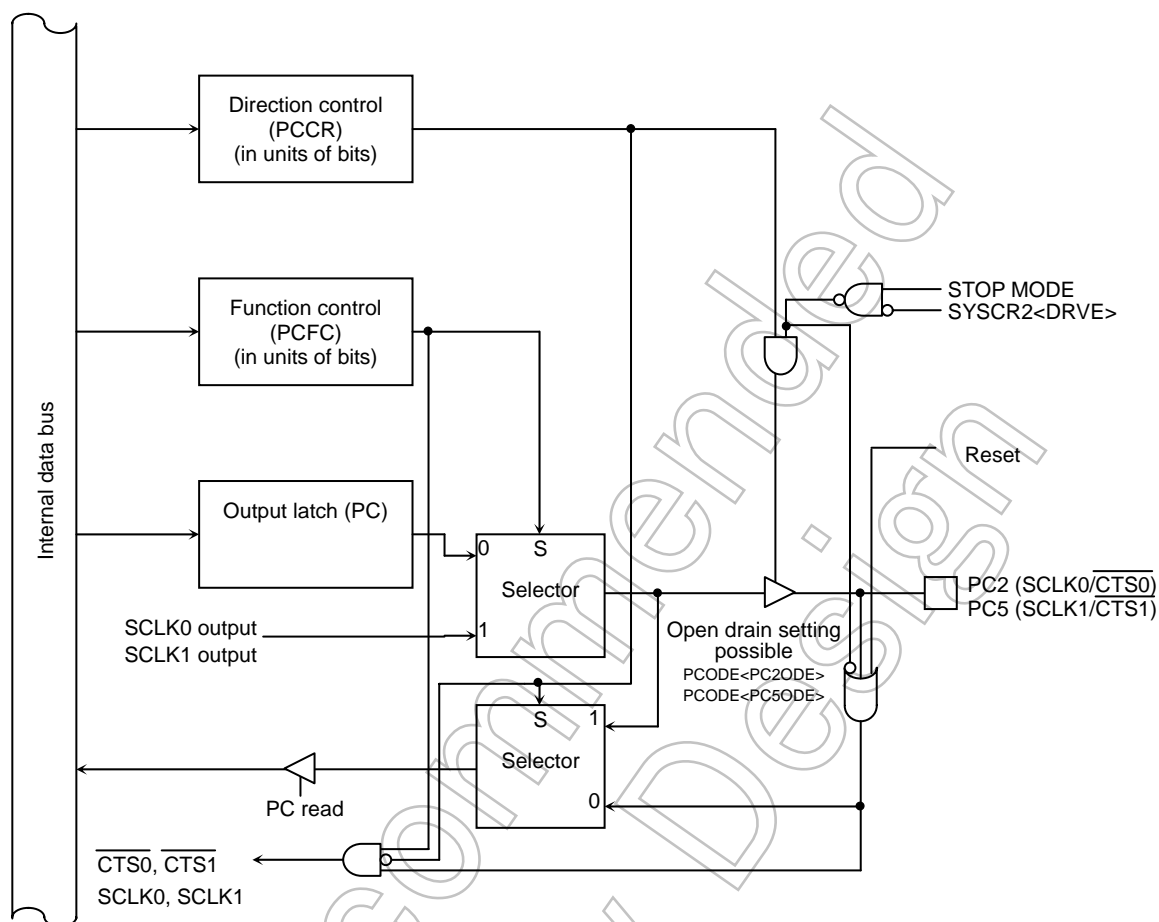 Internal data bus
Direction control
(PCCR)
(in units of bits)
Function control
(PCFC)
(in units of bits)
STOP MODE
SYSCR2<DRVE>
Reset
Output latch (PC)
0
S
Selector
1
SCLK0 output
SCLK1 output
PC2 (SCLK0/CTS0)
PC5 (SCLK1/CTS1)
Open drain setting
possible
PCODE<PC2ODE>
PCODE<PC5ODE>
S
1
Selector
0
PC read
CTS0, CTS1
SCLK0, SCLK1
commended
Design